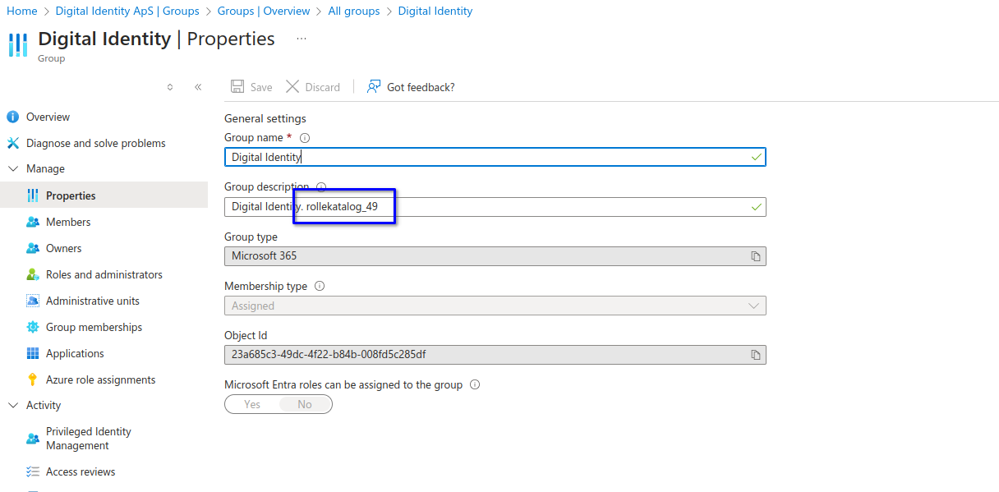 Home > Digital Identity ApS | Groups > Groups | Overview > All groups > Digital Identity
Digital Identity | Properties ...
Group
Save Discard Got feedback?
Overview
Diagnose and solve problems
Manage
Properties
Members
Owners
Roles and administrators
Administrative units
Group memberships
Applications
Azure role assignments
Activity
Privileged Identity
Management
Access reviews
General settings
Group name *
Digital Identity
Group description
Digital Identity. rollekatalog_49
Group type
Microsoft 365
Membership type
Assigned
Object Id
23a685c3-49dc-4f22-b84b-008fd5c285df
Microsoft Entra roles can be assigned to the group
Yes No